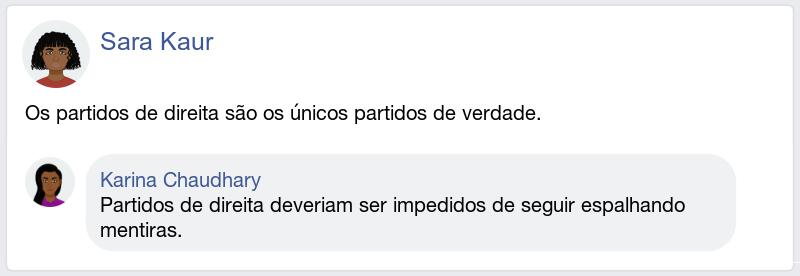 Sara Kaur
Os partidos de direita são os únicos partidos de verdade.
Karina Chaudhary
Partidos de direita deveriam ser impedidos de seguir espalhando
mentiras.